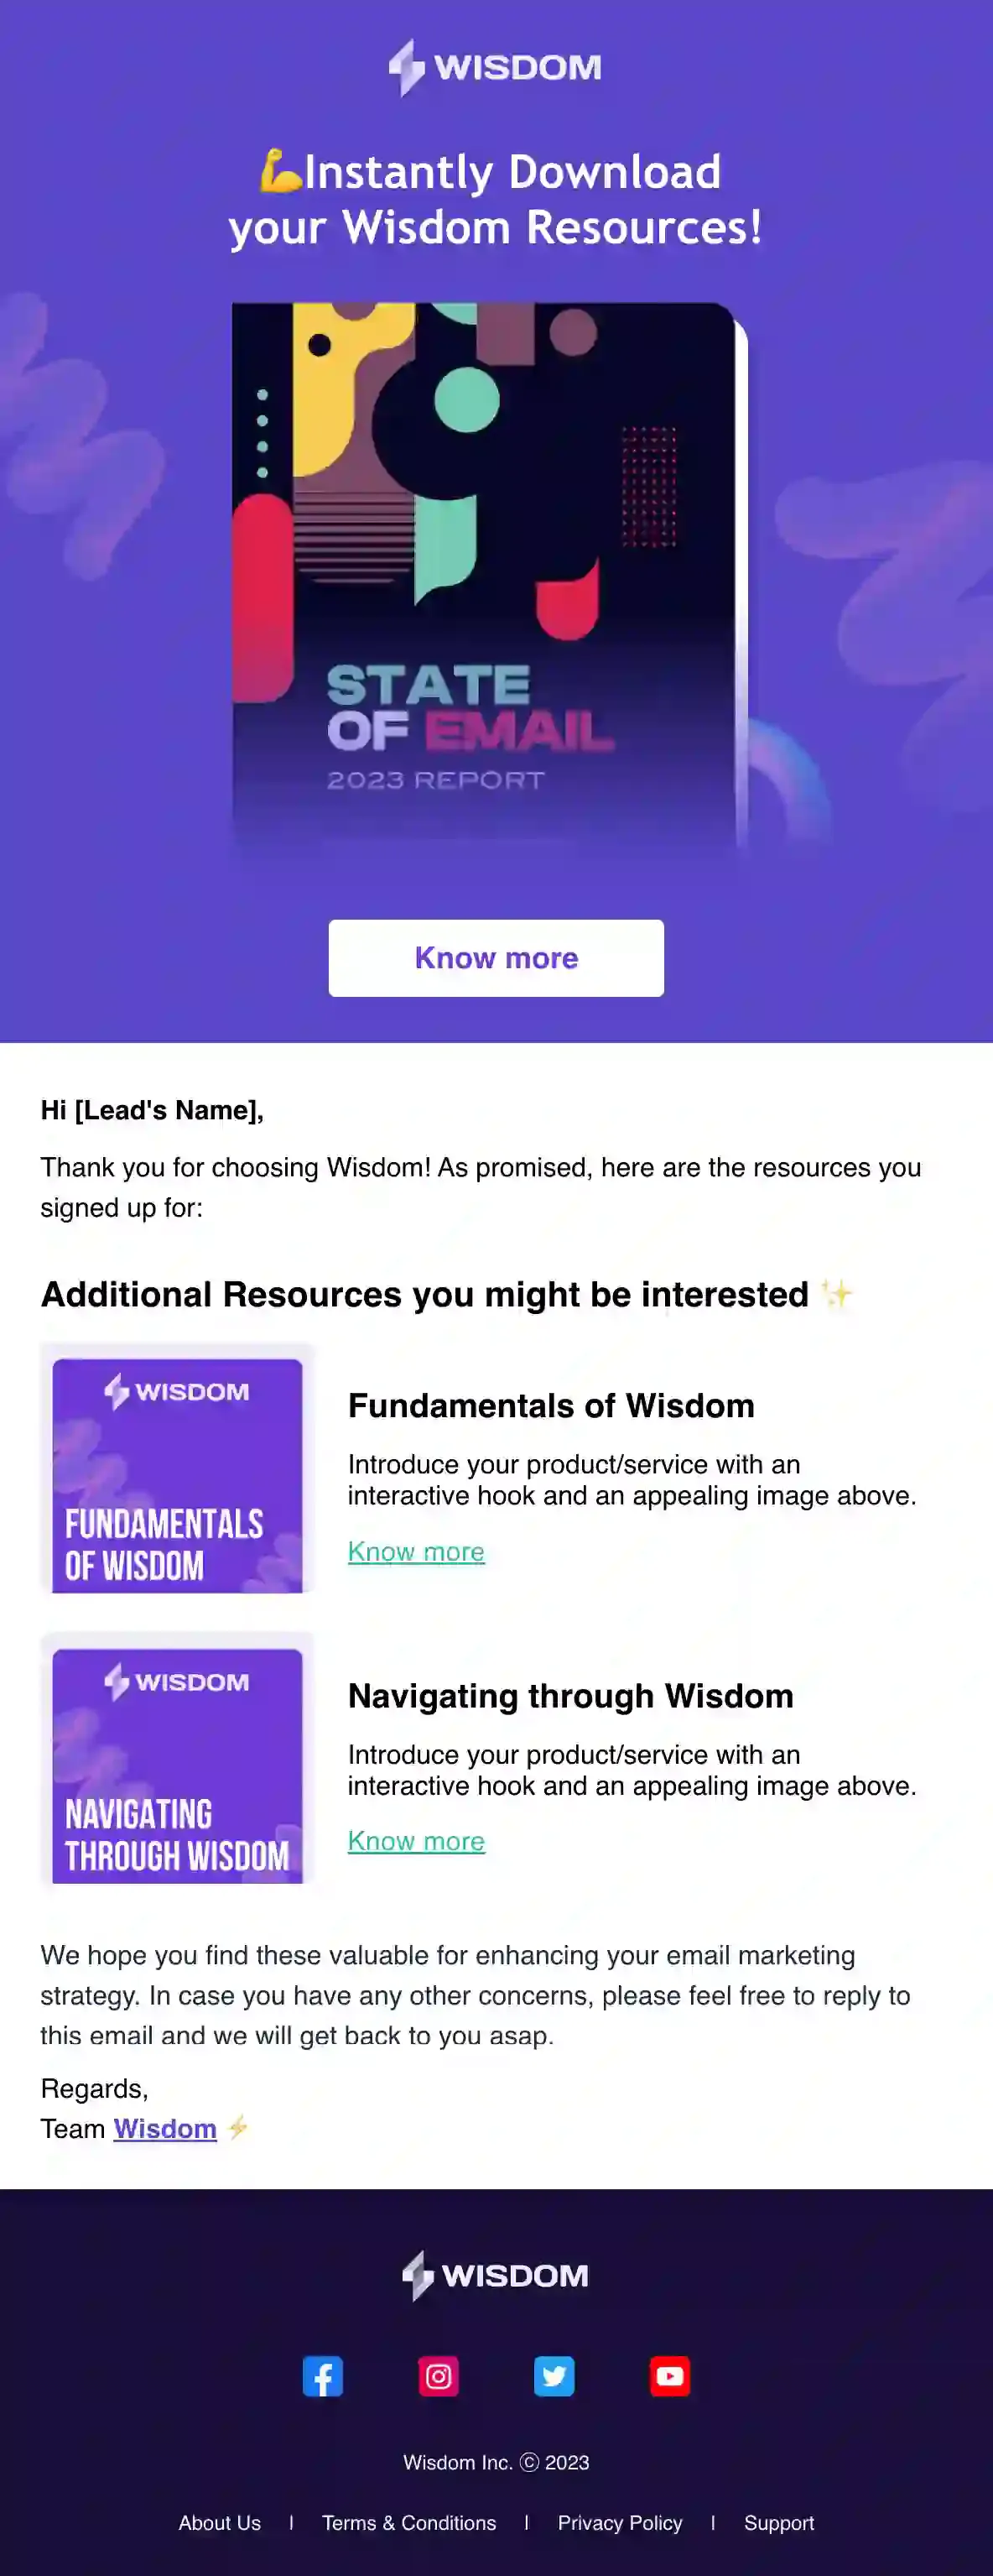 WISDOM
💪Instantly Download
your Wisdom Resources!
STATE
OF EMAIL
2023 REPORT
Know more
Hi [Lead's Name],
Thank you for choosing Wisdom! As promised, here are the resources you
signed up for:
Additional Resources you might be interested ✨
WISDOM
FUNDAMENTALS
OF WISDOM
Fundamentals of Wisdom
Introduce your product/service with an
interactive hook and an appealing image above.
Know more
WISDOM
NAVIGATING
THROUGH WISDOM
Navigating through Wisdom
Introduce your product/service with an
interactive hook and an appealing image above.
Know more
We hope you find these valuable for enhancing your email marketing
strategy. In case you have any other concerns, please feel free to reply to
this email and we will get back to you asap.
Regards,
Team Wisdom ⚡
WISDOM
Wisdom Inc. ⓒ 2023
About Us | Terms & Conditions | Privacy Policy | Support